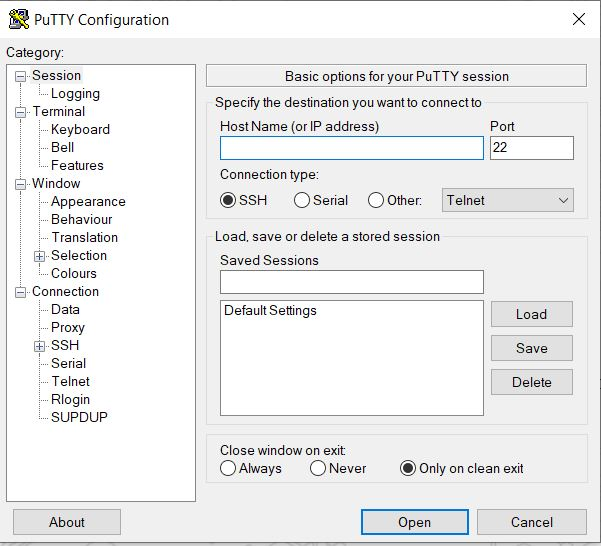 PuTTY Configuration
Category:
Session
Logging
Terminal
Keyboard
Bell
Features
Window
Appearance
Behaviour
Translation
Selection
Colours
Connection
Data
Proxy
SSH
Serial
Telnet
Rlogin
SUPDUP
Basic options for your PuTTY session
Specify the destination you want to connect to
Host Name (or IP address) Port
22
Connection type:
SSH Serial Other: Telnet
Load, save or delete a stored session
Saved Sessions
Default Settings
Load
Save
Delete
Close window on exit:
Always Never Only on clean exit
About Open Cancel